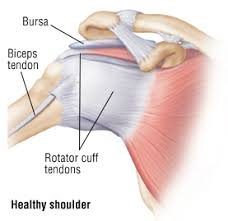 Bursa
Biceps
tendon
Rotator cuff
tendons
Healthy shoulder